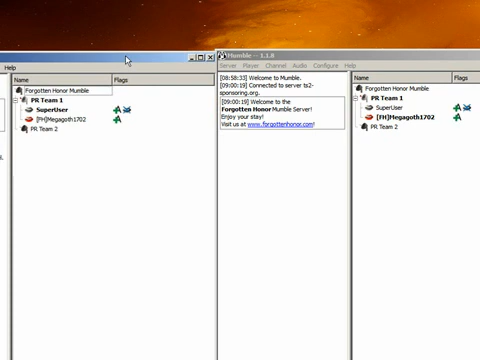 Help
Name
Flags
Forgotten Honor Mumble
PR Team 1
SuperUser
[FH]Megagoth1702
PR Team 2
Mumble -- 1.1.8
Server Player Channel Audio Configure Help
[08:58:33] Welcome to Mumble.
[09:00:19] Connected to server ts2-
sponsoring.org.
[09:00:19] Welcome to the
Forgotten Honor Mumble Server!
Enjoy your stay!
Visit us at www.forgottenhonor.com!
Name
Flags
Forgotten Honor Mumble
PR Team 1
SuperUser
[FH]Megagoth1702
PR Team 2